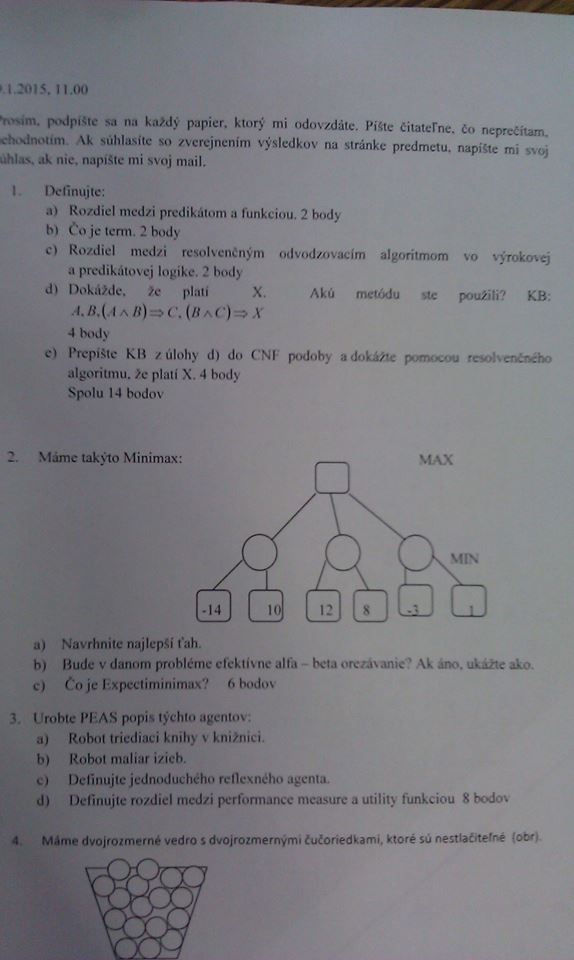 .1.2015, 11.00
Prosím, podpíšte sa na každý papier, ktorý mi odovzdáte. Píšte čitateľne, čo neprečítam,
nehodnotím. Ak súhlasíte so zverejnením výsledkov na stránke predmetu, napíšte mi svoj
súhlas, ak nie, napíšte mi svoj mail.
1. Definujte:
a) Rozdiel medzi predikátom a funkciou. 2 body
b) Čo je term. 2 body
c) Rozdiel medzi resolvenčným odvodzovacím algoritmom vo výrokovej
a predikátovej logike. 2 body
d) Dokážde, že platí X. Akú metódu ste použili? KB:
A, B, (A ∧ B) ⇒ C, (B ∧ C) ⇒ X
4 body
e) Prepíšte KB z úlohy d) do CNF podoby a dokážte pomocou resolvenčného
algoritmu, že platí X. 4 body
Spolu 14 bodov
2. Máme takýto Minimax:
MAX
MIN
-14 10 12 8 -3 1
a) Navrhnite najlepší ťah.
b) Bude v danom probléme efektívne alfa – beta orezávanie? Ak áno, ukážte ako.
c) Čo je Expectiminimax? 6 bodov
3. Urobte PEAS popis týchto agentov:
a) Robot triediaci knihy v knižnici.
b) Robot maliar izieb.
c) Definujte jednoduchého reflexného agenta.
d) Definujte rozdiel medzi performance measure a utility funkciou 8 bodov
4. Máme dvojrozmerné vedro s dvojrozmernými čučoriedkami, ktoré sú nestlačiteľné (obr).